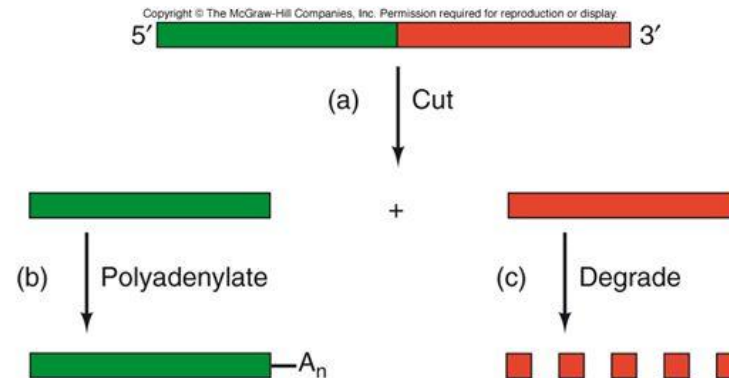 Copyright © The McGraw-Hill Companies, Inc. Permission required for reproduction or display.
5′ 3′
(a) Cut
+
(b) Polyadenylate (c) Degrade
An